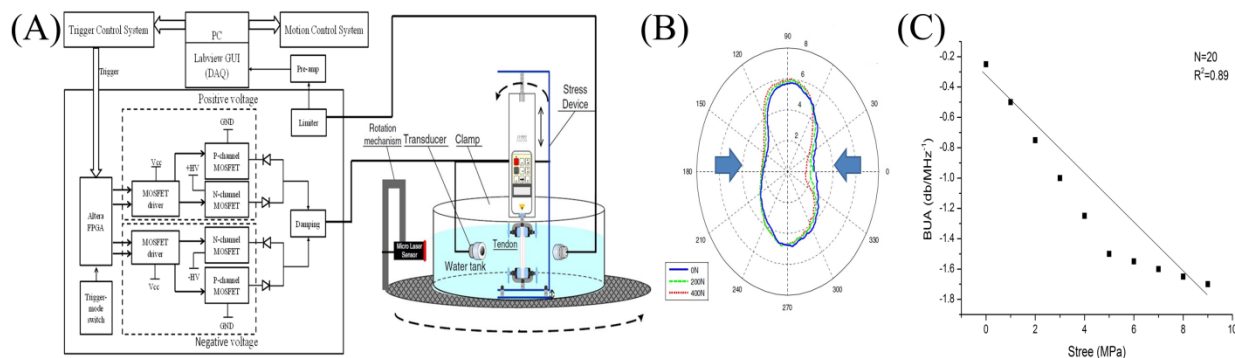 (A)
Trigger Control System
PC
Labview GUI
(DAQ)
Motion Control System
Trigger
Pre-amp
Limiter
Positive voltage
GND
Vcc
+HV
P-channel
MOSFET
MOSFET
driver
N-channel
MOSFET
Altera
FPGA
Damping
MOSFET
driver
N-channel
MOSFET
-HV
Vcc
P-channel
MOSFET
GND
Trigger-
mode
switch
Negative voltage
Rotation
mechanism
Transducer
Clamp
Stress
Device
Micro Laser
Sensor
Tendon
Water tank
(B)
90
120
60
8
6
4
2
150
30
180
0
210
330
240
300
270
0N
200N
400N
(C)
N=20
R²=0.89
BUA (db/MHz⁻¹)
-0.2
-0.4
-0.6
-0.8
-1.0
-1.2
-1.4
-1.6
-1.8
0 2 4 6 8 10
Stree (MPa)